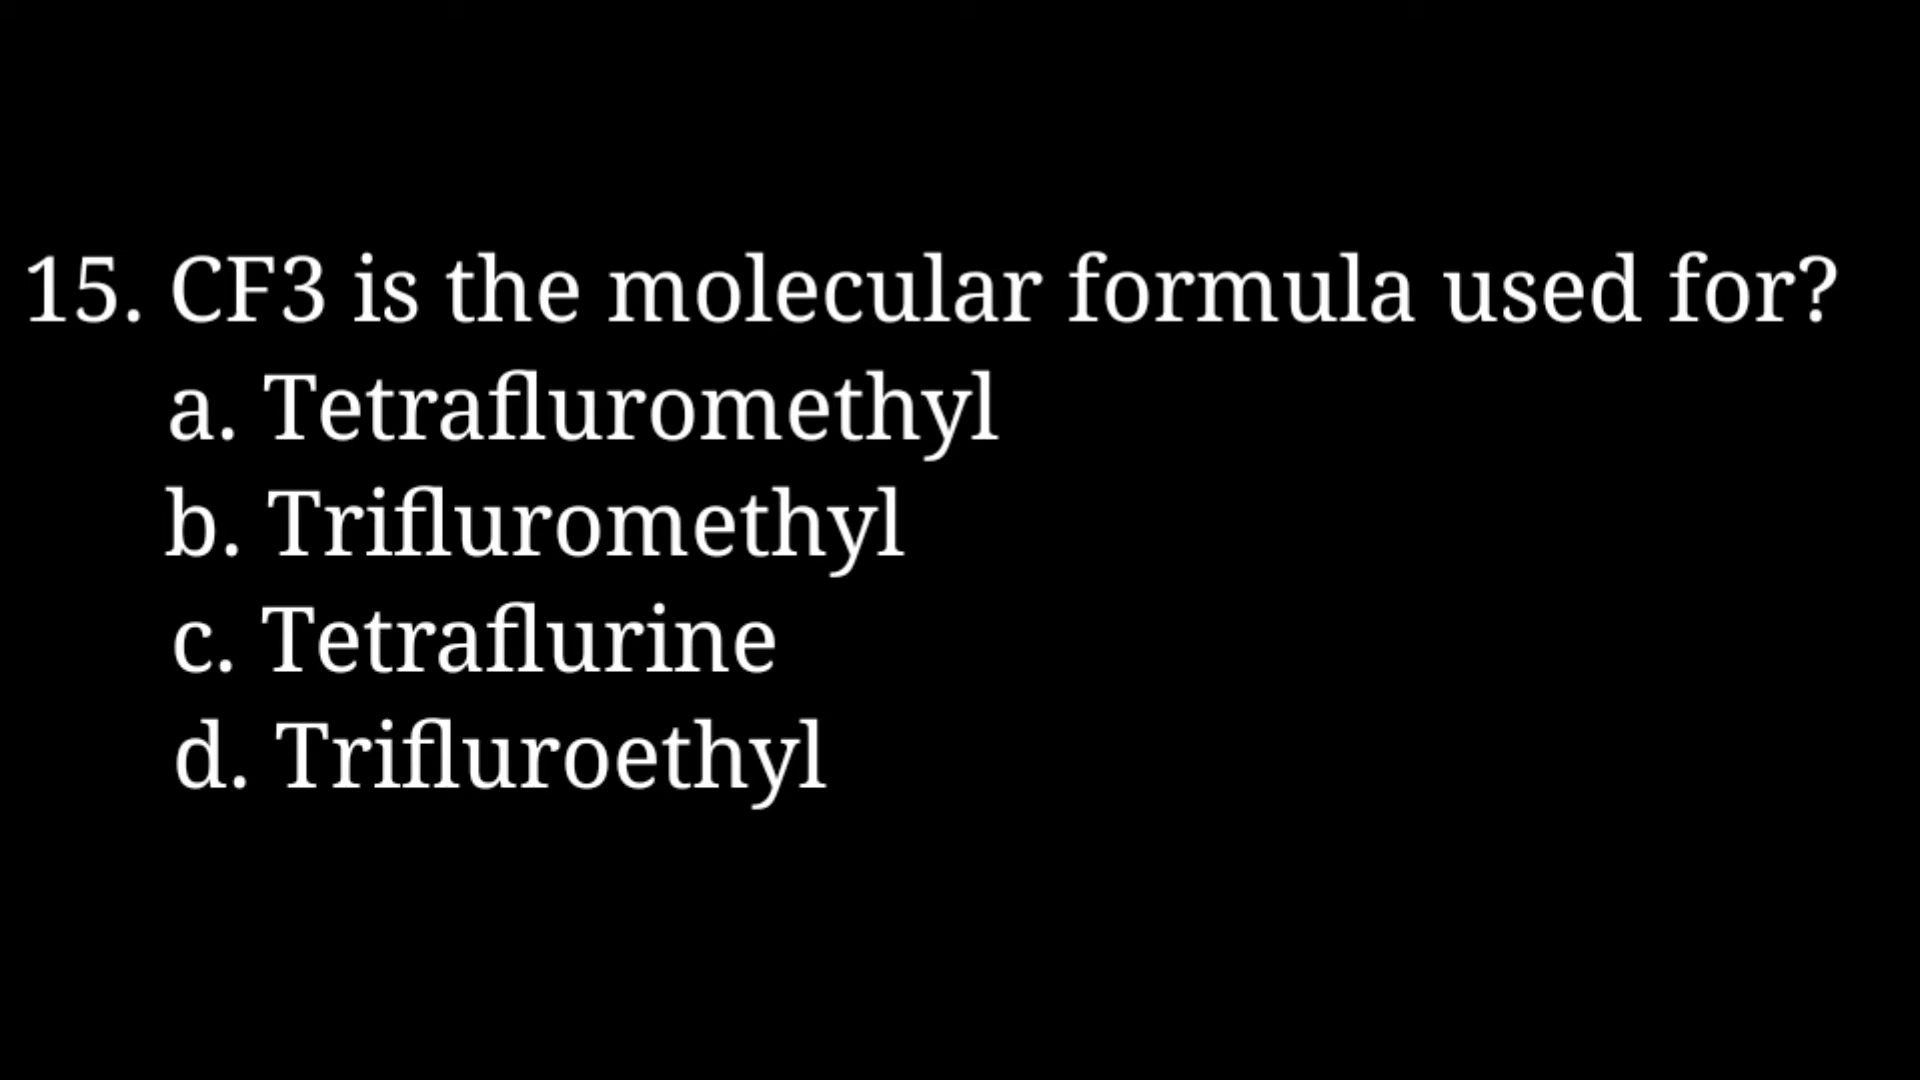 15. CF3 is the molecular formula used for?
a. Tetrafluromethyl
b. Trifluromethyl
c. Tetraflurine
d. Trifluroethyl